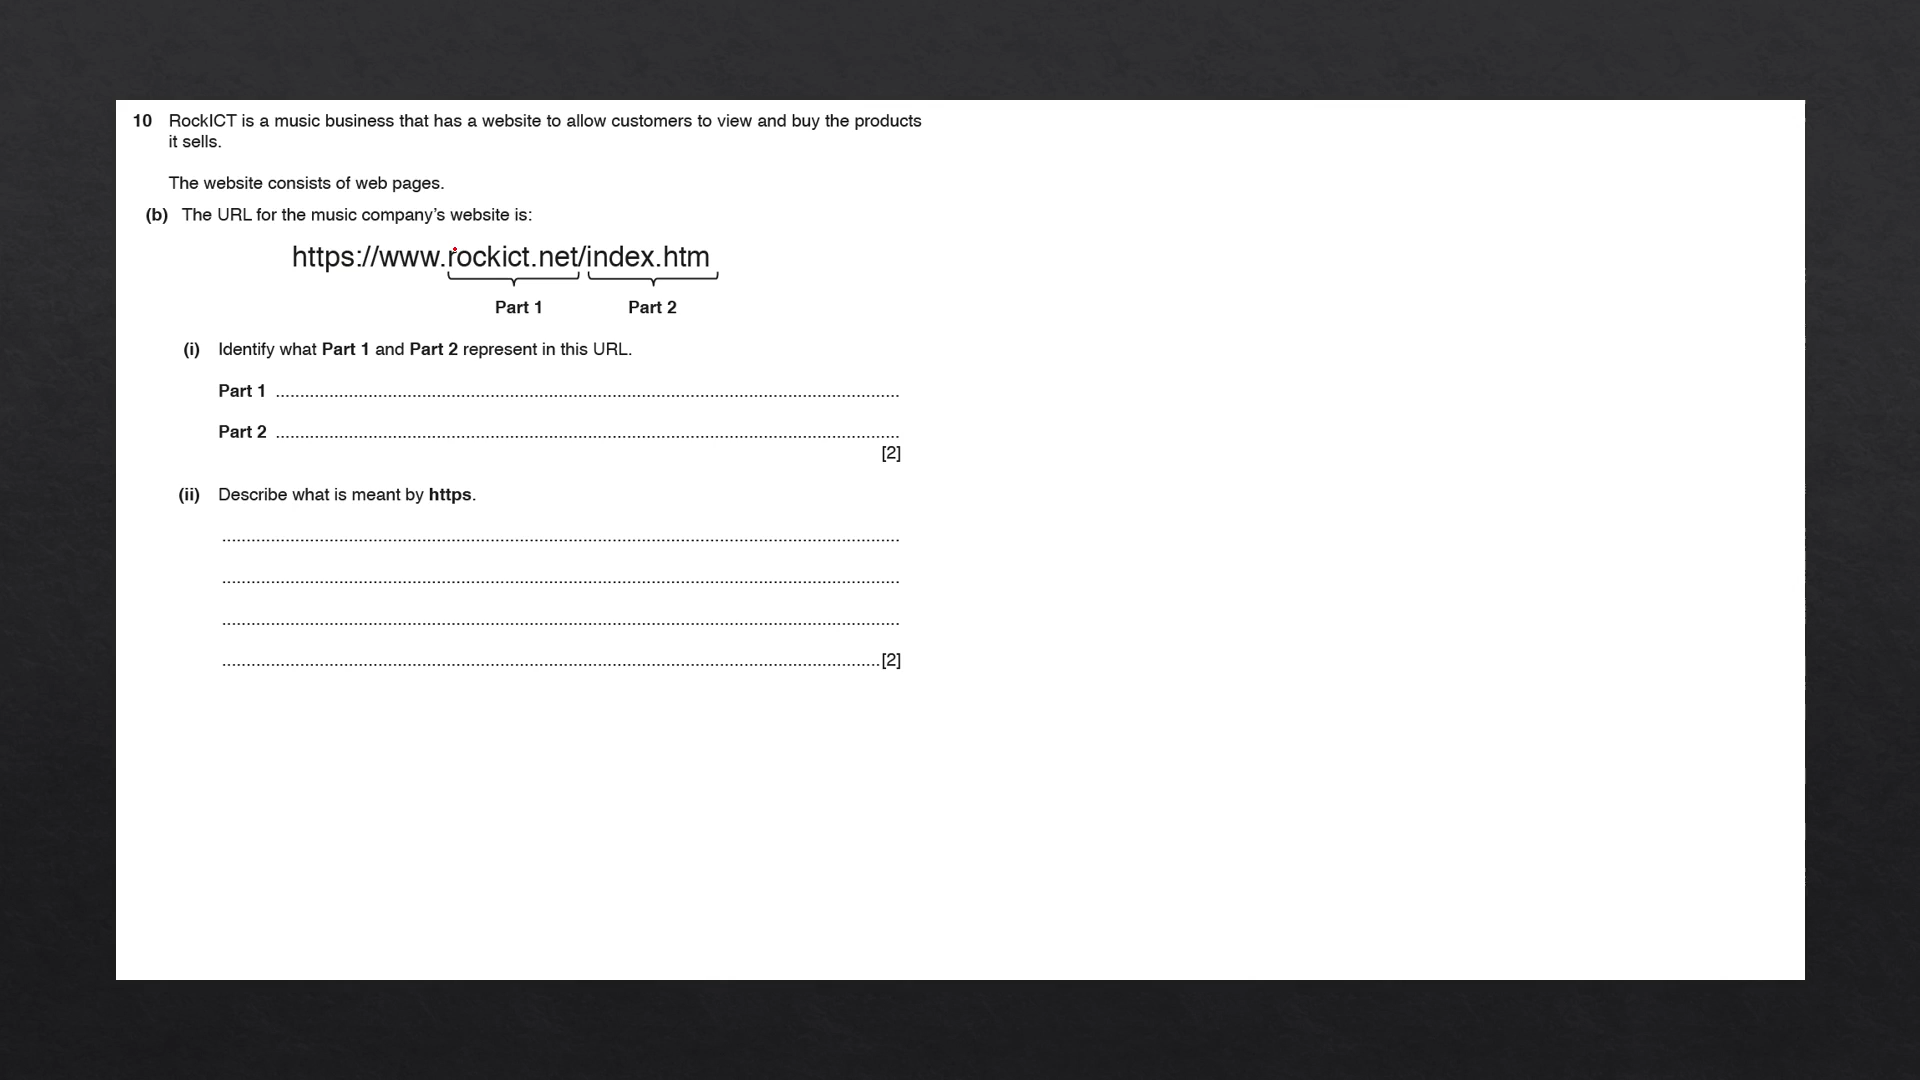 10 RockICT is a music business that has a website to allow customers to view and buy the products
it sells.
The website consists of web pages.
(b) The URL for the music company’s website is:
https://www.rockict.net/index.htm
Part 1 Part 2
(i) Identify what Part 1 and Part 2 represent in this URL.
Part 1 ................................................................................................................................
Part 2 ................................................................................................................................
[2]
(ii) Describe what is meant by https.
...........................................................................................................................................
...........................................................................................................................................
...........................................................................................................................................
.......................................................................................................................................[2]